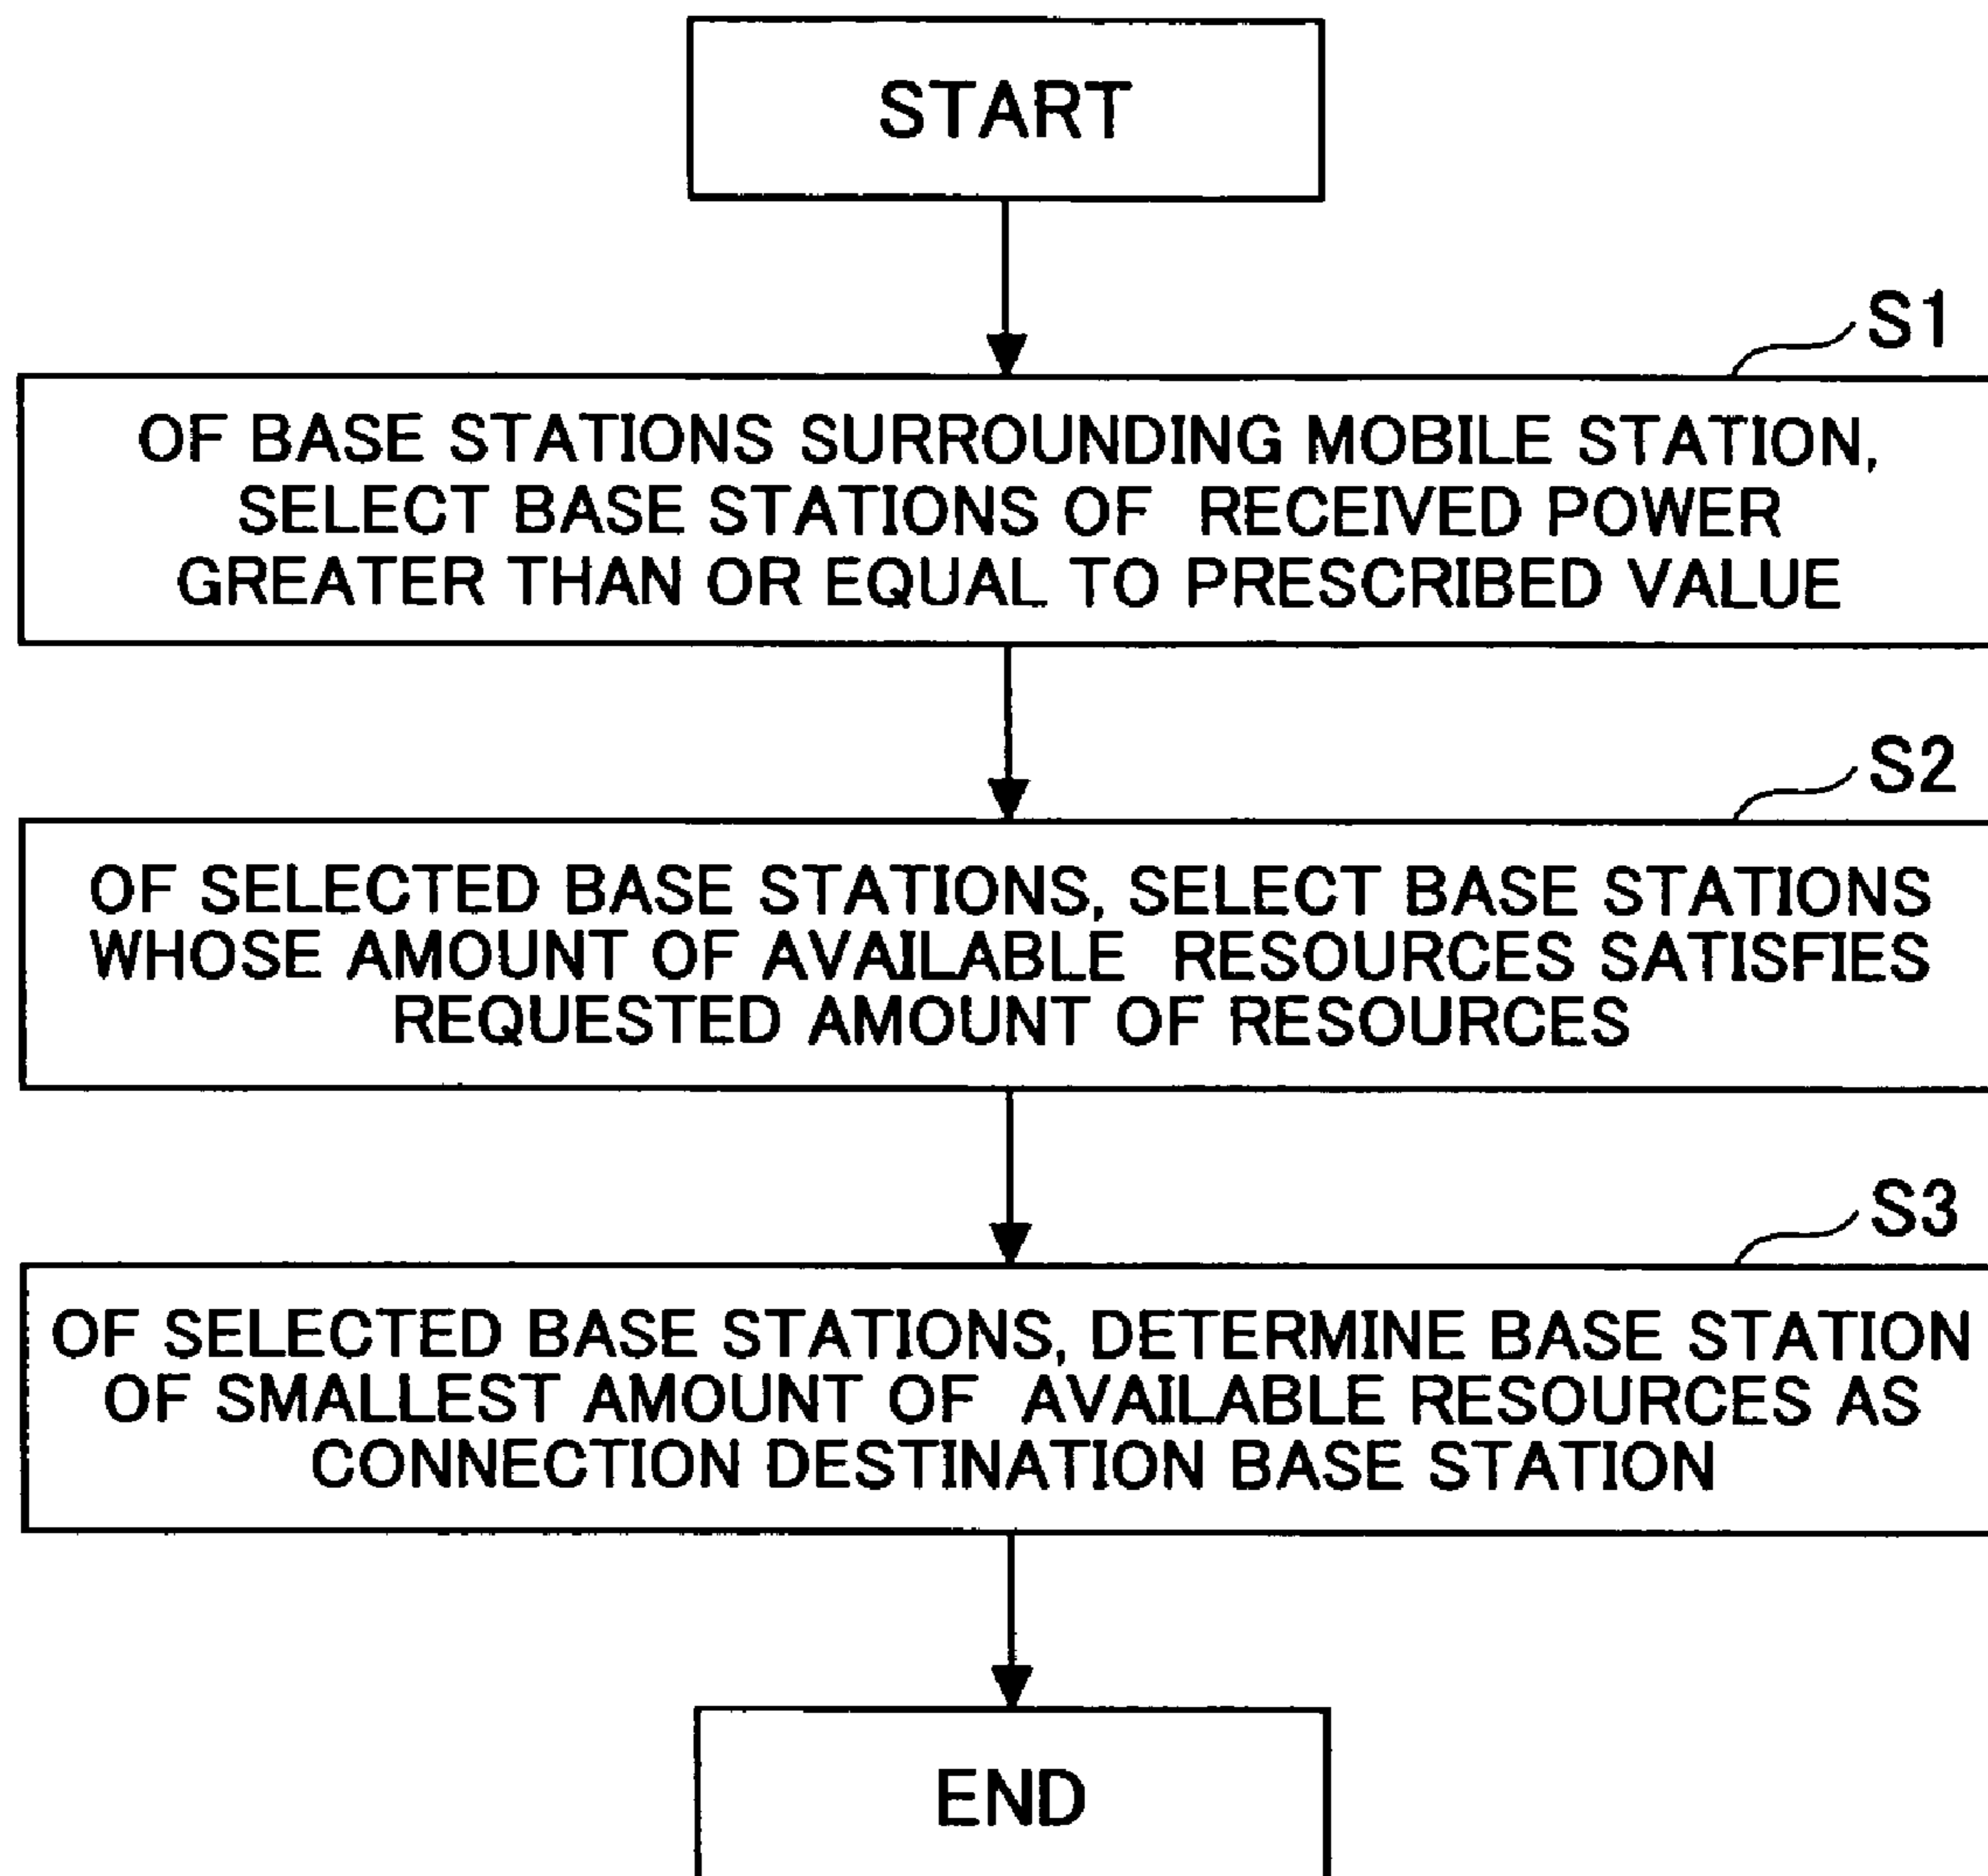 START
S1
OF BASE STATIONS SURROUNDING MOBILE STATION,
SELECT BASE STATIONS OF RECEIVED POWER
GREATER THAN OR EQUAL TO PRESCRIBED VALUE
S2
OF SELECTED BASE STATIONS, SELECT BASE STATIONS
WHOSE AMOUNT OF AVAILABLE RESOURCES SATISFIES
REQUESTED AMOUNT OF RESOURCES
S3
OF SELECTED BASE STATIONS, DETERMINE BASE STATION
OF SMALLEST AMOUNT OF AVAILABLE RESOURCES AS
CONNECTION DESTINATION BASE STATION
END